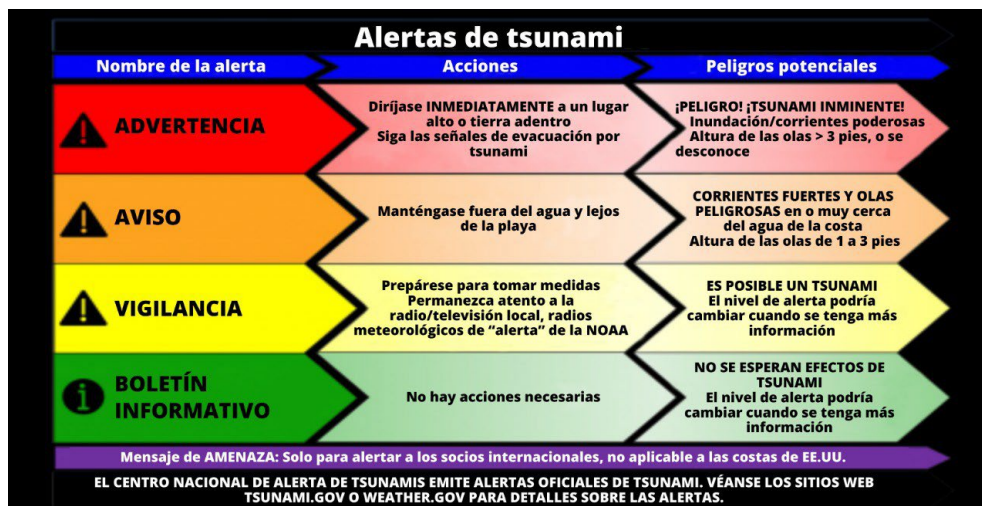 Alertas de tsunami
Nombre de la alerta
Acciones
Peligros potenciales
ADVERTENCIA
Diríjase INMEDIATAMENTE a un lugar
alto o tierra adentro
Siga las señales de evacuación por
tsunami
¡PELIGRO! ¡TSUNAMI INMINENTE!
Inundación/corrientes poderosas
Altura de las olas > 3 pies, o se
desconoce
AVISO
Manténgase fuera del agua y lejos
de la playa
CORRIENTES FUERTES Y OLAS
PELIGROSAS en o muy cerca
del agua de la costa
Altura de las olas de 1 a 3 pies
VIGILANCIA
Prepárese para tomar medidas
Permanezca atento a la
radio/televisión local, radios
meteorológicos de “alerta” de la NOAA
ES POSIBLE UN TSUNAMI
El nivel de alerta podría
cambiar cuando se tenga más
información
BOLETÍN
INFORMATIVO
No hay acciones necesarias
NO SE ESPERAN EFECTOS DE
TSUNAMI
El nivel de alerta podría
cambiar cuando se tenga más
información
Mensaje de AMENAZA: Solo para alertar a los socios internacionales, no aplicable a las costas de EE.UU.
EL CENTRO NACIONAL DE ALERTA DE TSUNAMIS EMITE ALERTAS OFICIALES DE TSUNAMI. VÉANSE LOS SITIOS WEB
TSUNAMI.GOV O WEATHER.GOV PARA DETALLES SOBRE LAS ALERTAS.